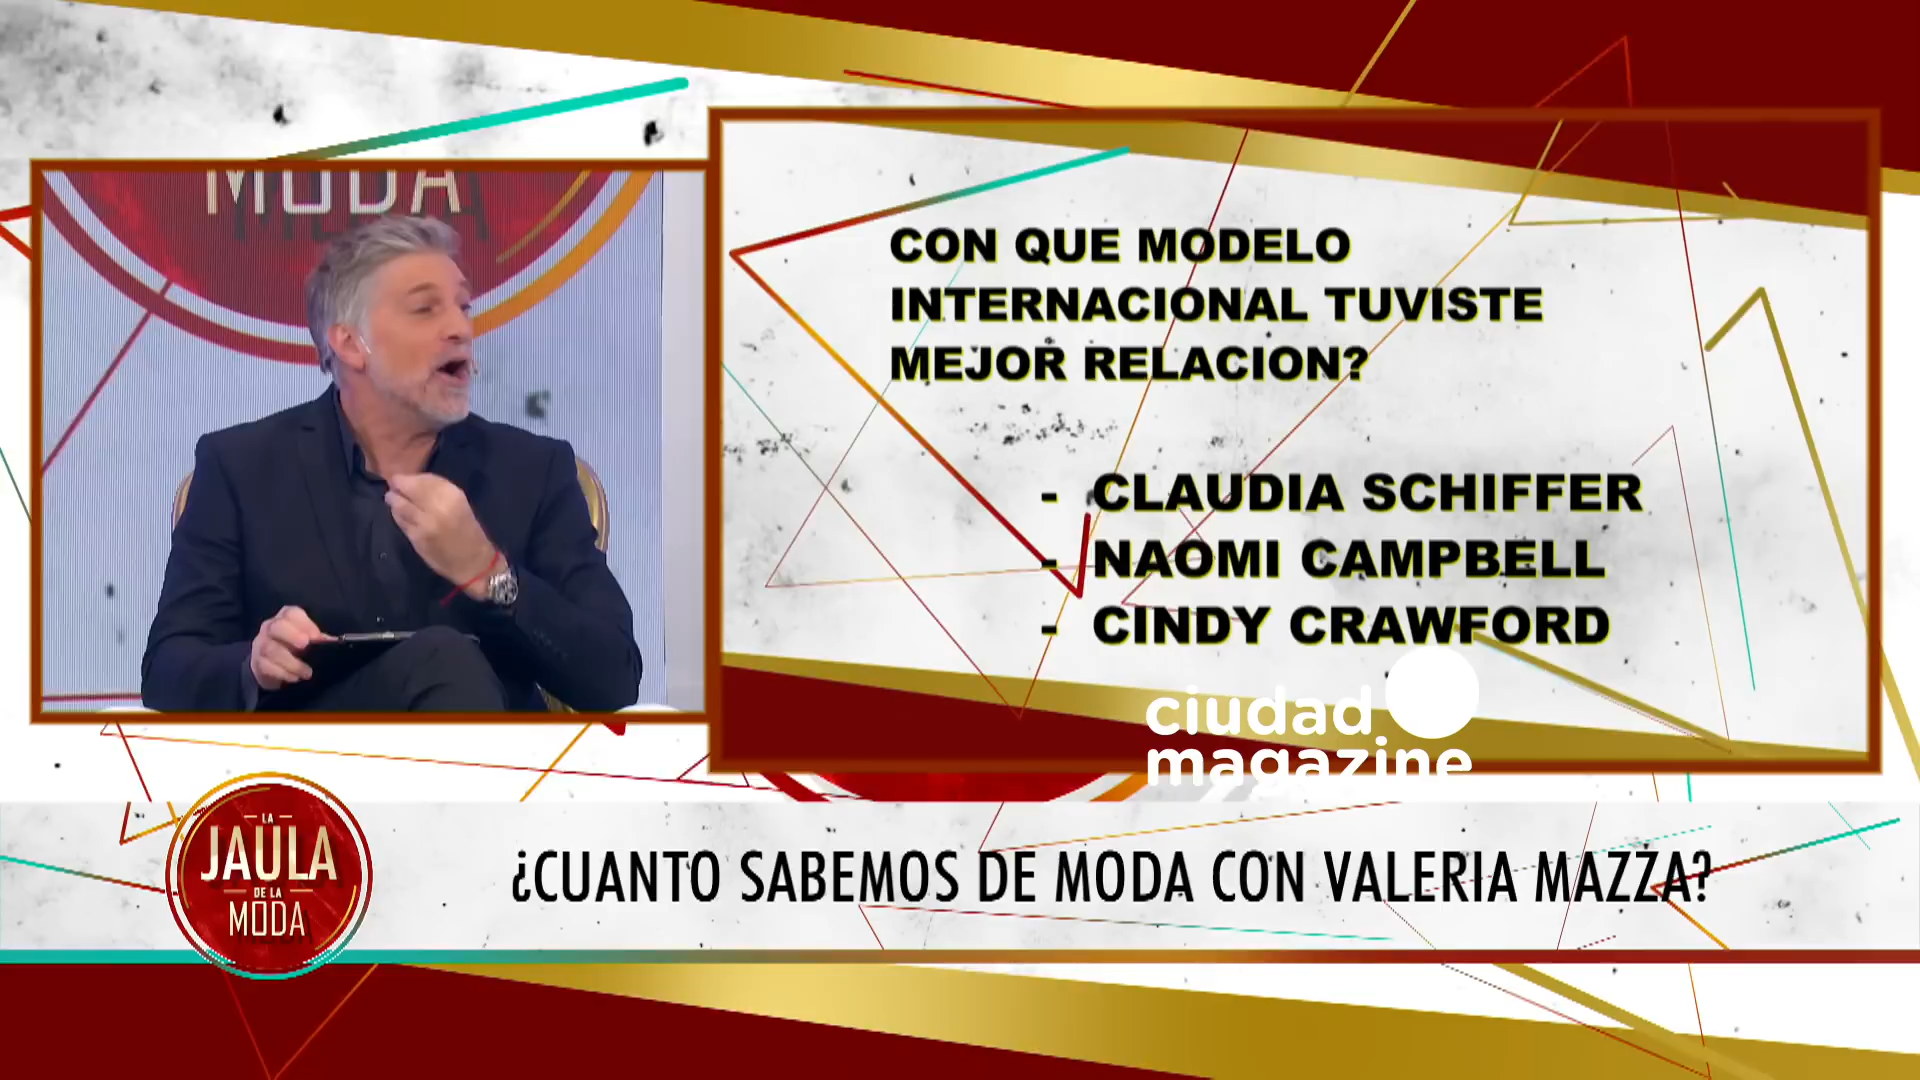 MODA
CON QUE MODELO
INTERNACIONAL TUVISTE
MEJOR RELACION?
- CLAUDIA SCHIFFER
- NAOMI CAMPBELL
- CINDY CRAWFORD
ciudad
magazine
LA
JAULA
DE LA
MODA
¿CUANTO SABEMOS DE MODA CON VALERIA MAZZA?